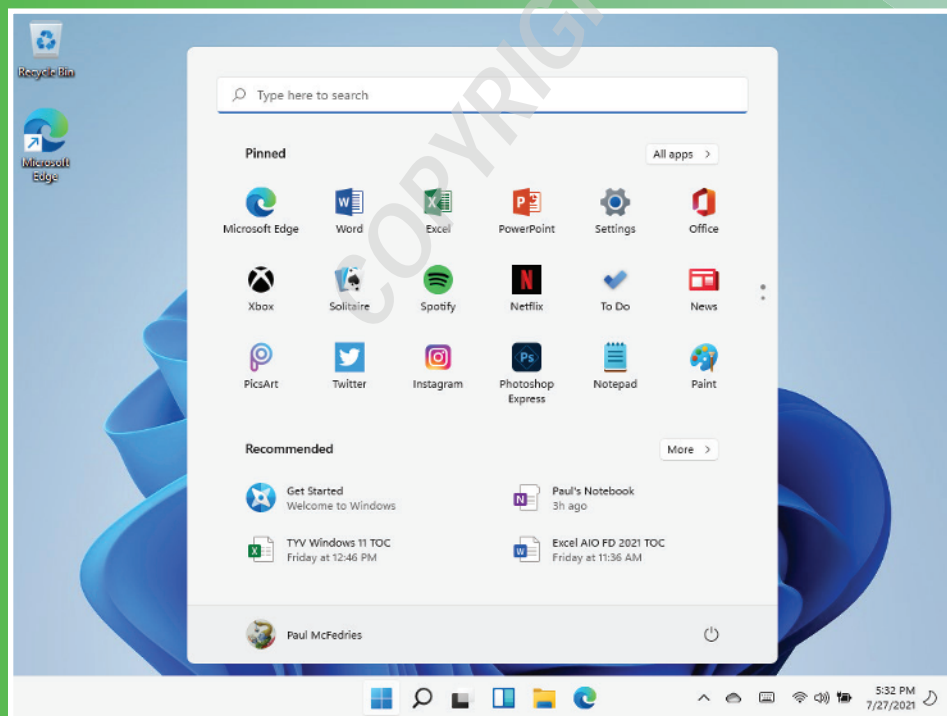 COPYRIG
Recycle Bin
Microsoft
Edge
Type here to search
Pinned
All apps >
Microsoft Edge
Word
Excel
PowerPoint
Settings
Office
Xbox
Solitaire
Spotify
Netflix
To Do
News
PicsArt
Twitter
Instagram
Photoshop
Express
Notepad
Paint
Recommended
More >
Get Started
Welcome to Windows
Paul's Notebook
3h ago
TYV Windows 11 TOC
Friday at 12:46 PM
Excel AIO FD 2021 TOC
Friday at 11:36 AM
Paul McFedries
5:32 PM
7/27/2021